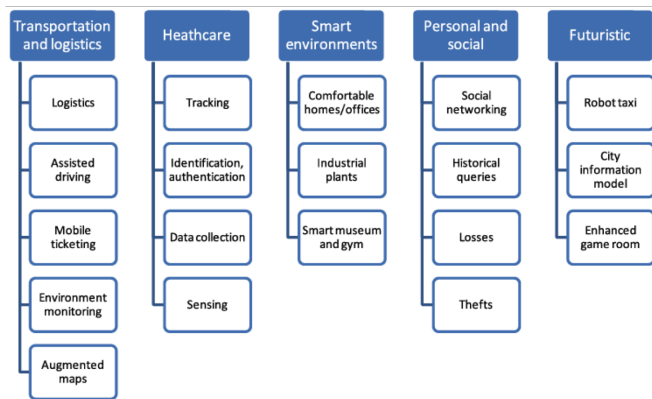 Transportation
and logistics
Logistics
Assisted
driving
Mobile
ticketing
Environment
monitoring
Augmented
maps
Heathcare
Tracking
Identification,
authentication
Data collection
Sensing
Smart
environments
Comfortable
homes/offices
Industrial
plants
Smart museum
and gym
Personal and
social
Social
networking
Historical
queries
Losses
Thefts
Futuristic
Robot taxi
City
information
model
Enhanced
game room